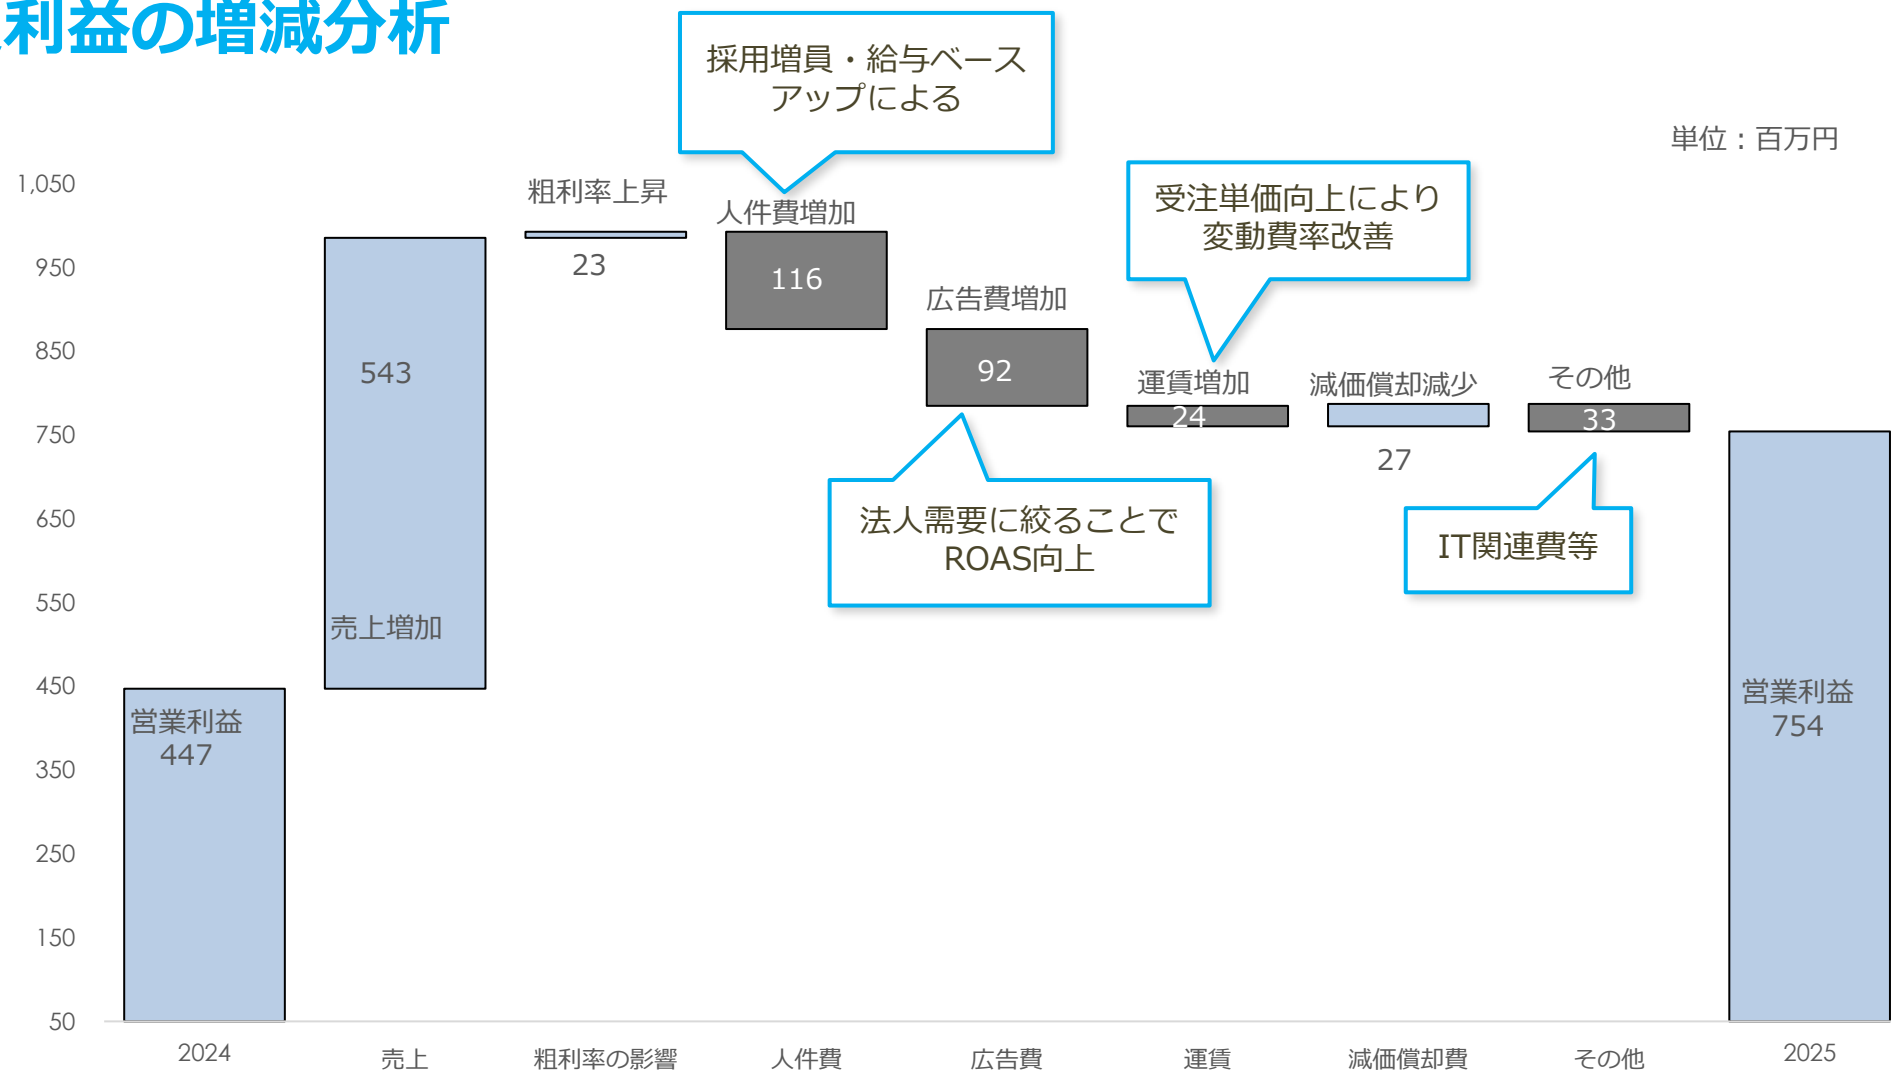 利益の増減分析
採用増員・給与ベース
アップによる
単位：百万円
受注単価向上により
変動費率改善
1,050
950
850
750
650
550
450
350
250
150
50
粗利率上昇
23
人件費増加
116
広告費増加
92
運賃増加
24
減価償却減少
27
その他
33
543
売上増加
法人需要に絞ることで
ROAS向上
IT関連費等
営業利益
447
営業利益
754
2024
売上
粗利率の影響
人件費
広告費
運賃
減価償却費
その他
2025